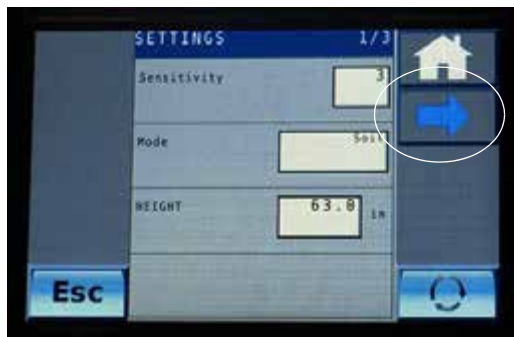 SETTINGS 1/3
Sensitivity 3
Mode Soil
HEIGHT 63.0 in
Esc